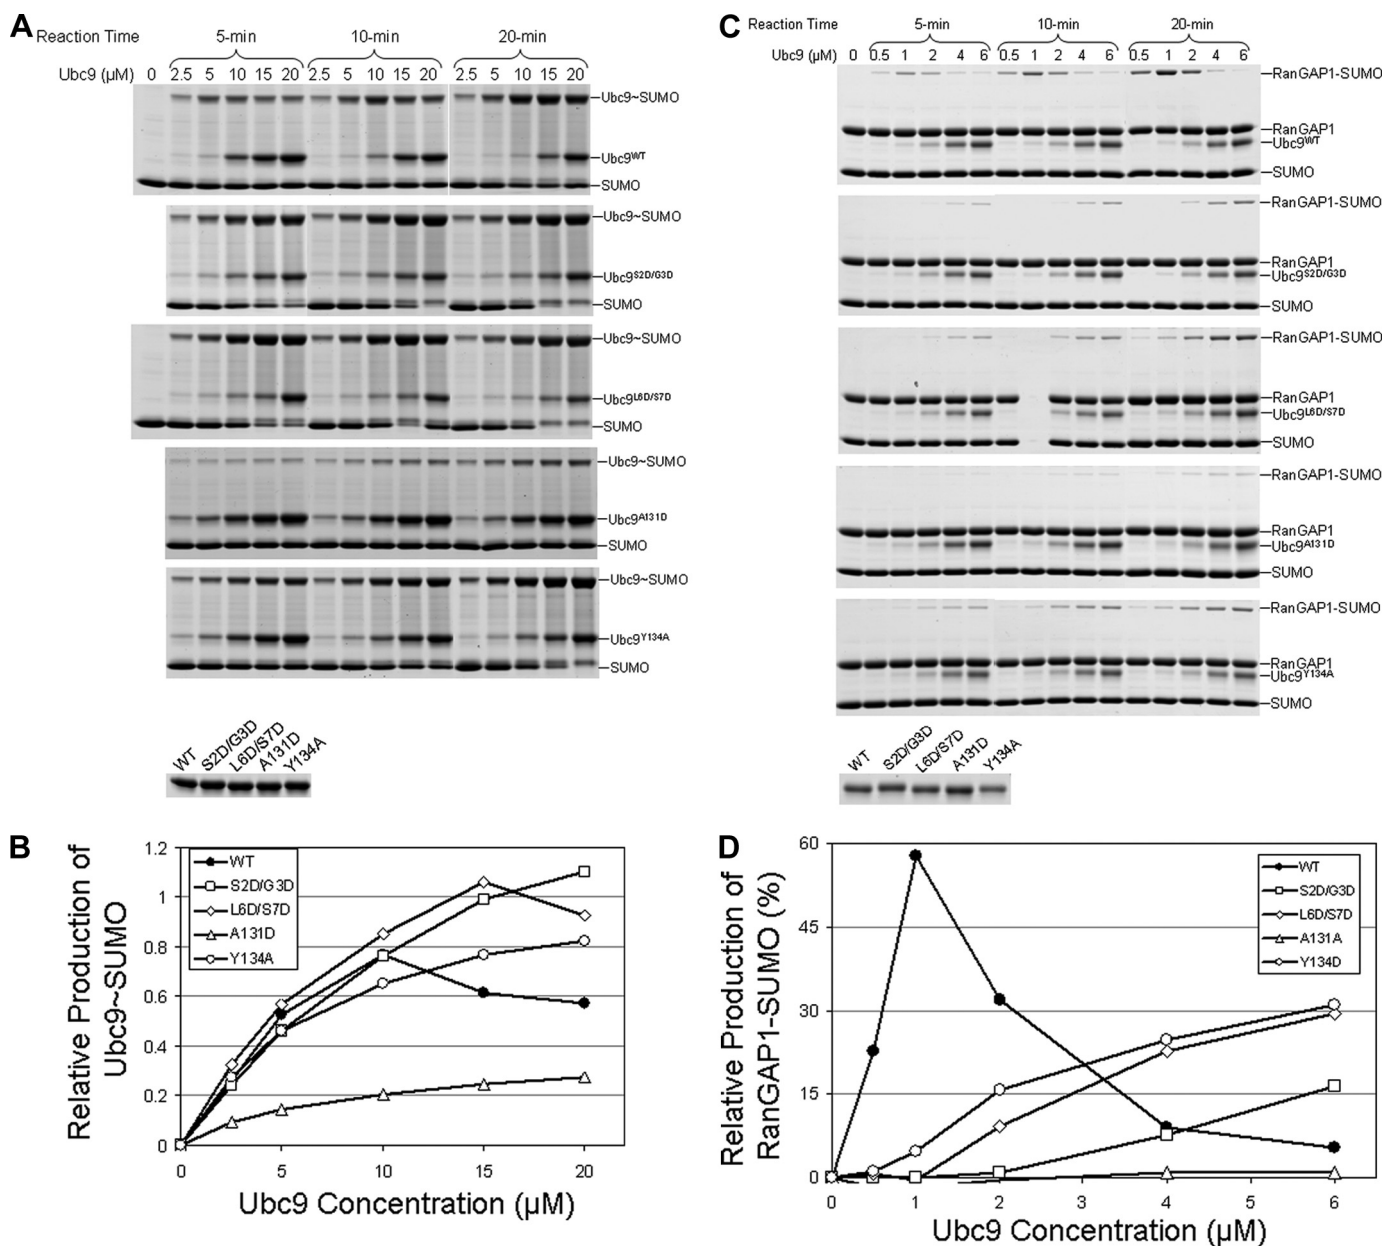 A
Reaction Time 5-min 10-min 20-min
Ubc9 (µM) 0 2.5 5 10 15 20 2.5 5 10 15 20 2.5 5 10 15 20
Ubc9~SUMO
Ubc9WT
SUMO
Ubc9~SUMO
Ubc9S2D/G3D
SUMO
Ubc9~SUMO
Ubc9L6D/S7D
SUMO
Ubc9~SUMO
Ubc9A131D
SUMO
Ubc9~SUMO
Ubc9Y134A
SUMO
WT S2D/G3D L6D/S7D A131D Y134A
B
Relative Production of
Ubc9~SUMO
1.2
1
0.8
0.6
0.4
0.2
0
WT
S2D/G3D
L6D/S7D
A131D
Y134A
0 5 10 15 20
Ubc9 Concentration (µM)
C
Reaction Time 5-min 10-min 20-min
Ubc9 (µM) 0 0.5 1 2 4 6 0.5 1 2 4 6 0.5 1 2 4 6
RanGAP1-SUMO
RanGAP1
Ubc9WT
SUMO
RanGAP1-SUMO
RanGAP1
Ubc9S2D/G3D
SUMO
RanGAP1-SUMO
RanGAP1
Ubc9L6D/S7D
SUMO
RanGAP1-SUMO
RanGAP1
Ubc9A131D
SUMO
RanGAP1-SUMO
RanGAP1
Ubc9Y134A
SUMO
WT S2D/G3D L6D/S7D A131D Y134A
D
Relative Production of
RanGAP1-SUMO (%)
60
45
30
15
0
WT
S2D/G3D
L6D/S7D
A131A
Y134D
0 1 2 3 4 5 6
Ubc9 Concentration (µM)